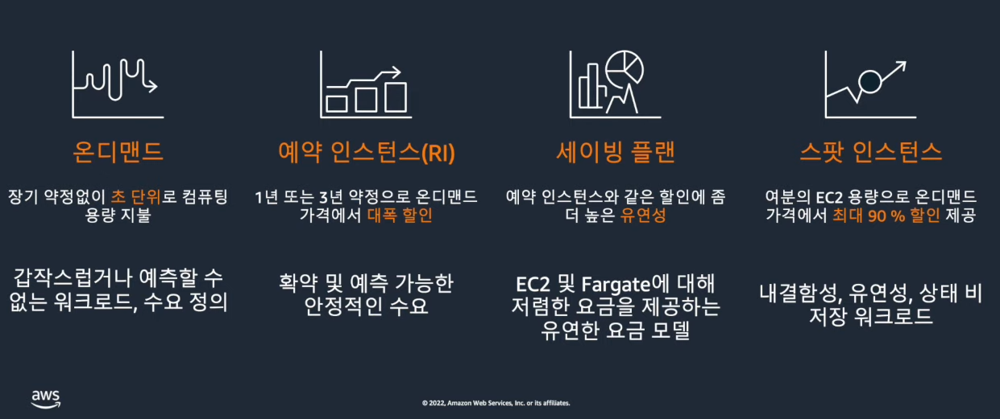 온디맨드
장기 약정없이 초 단위로 컴퓨팅
용량 지불
갑작스럽거나 예측할 수
없는 워크로드, 수요 정의
예약 인스턴스(RI)
1년 또는 3년 약정으로 온디맨드
가격에서 대폭 할인
확약 및 예측 가능한
안정적인 수요
세이빙 플랜
예약 인스턴스와 같은 할인에 좀
더 높은 유연성
EC2 및 Fargate에 대해
저렴한 요금을 제공하는
유연한 요금 모델
스팟 인스턴스
여분의 EC2 용량으로 온디맨드
가격에서 최대 90 % 할인 제공
내결함성, 유연성, 상태 비
저장 워크로드
aws
© 2022, Amazon Web Services, Inc. or its affiliates.